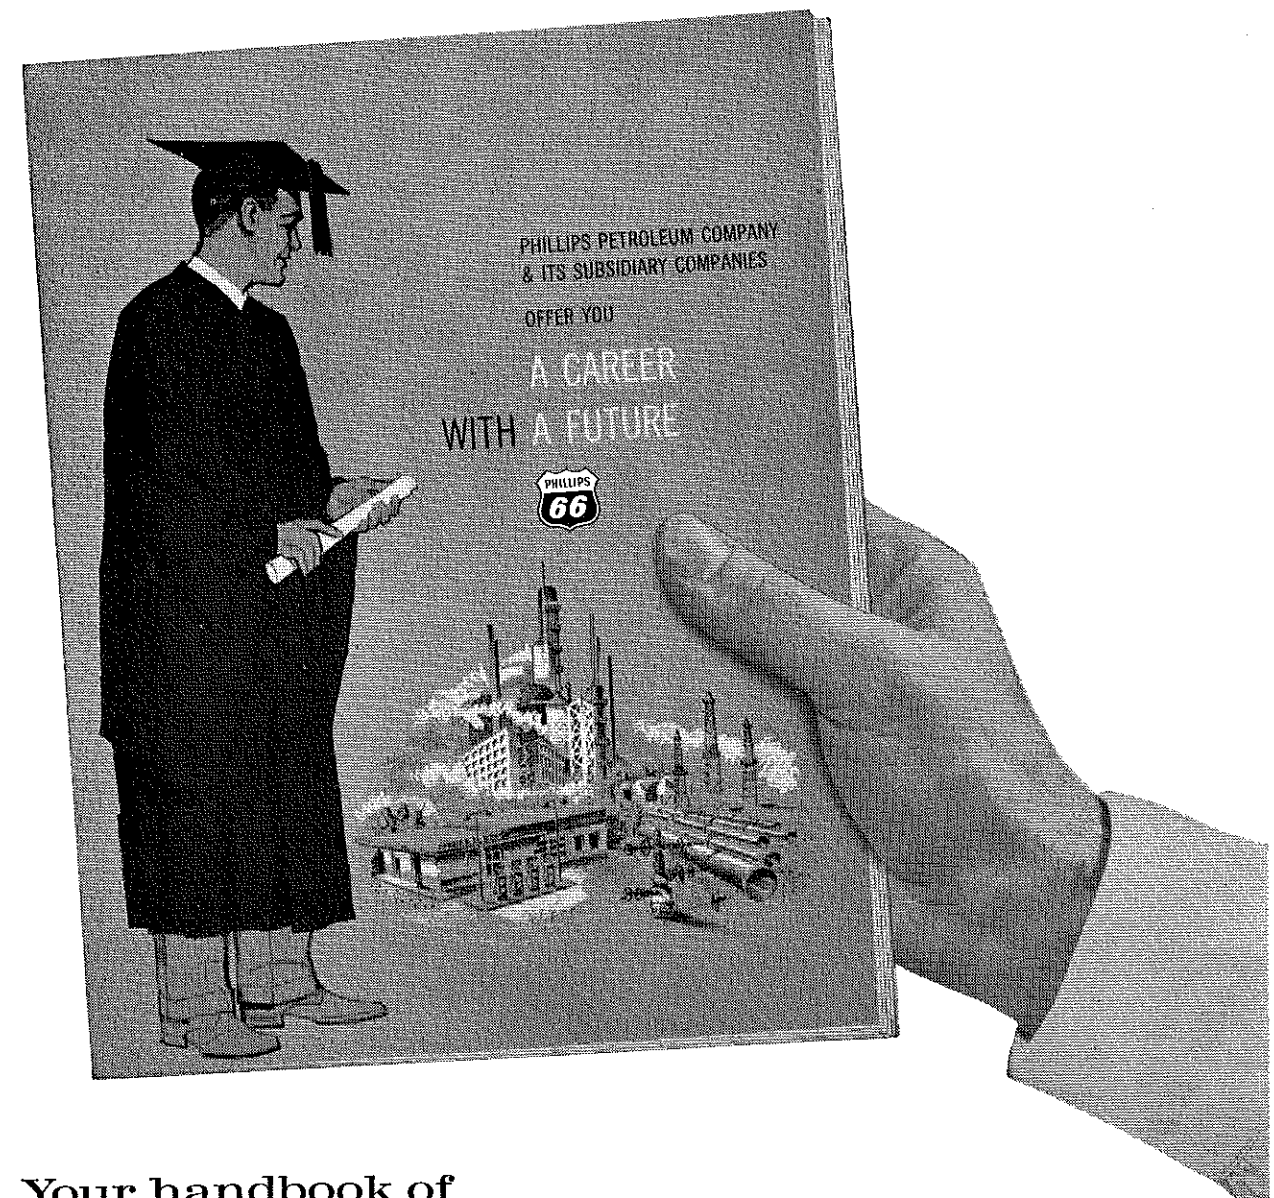 PHILLIPS PETROLEUM COMPANY
& ITS SUBSIDIARY COMPANIES
OFFER YOU
A CAREER
WITH A FUTURE
PHILLIPS
66
Your handbook of